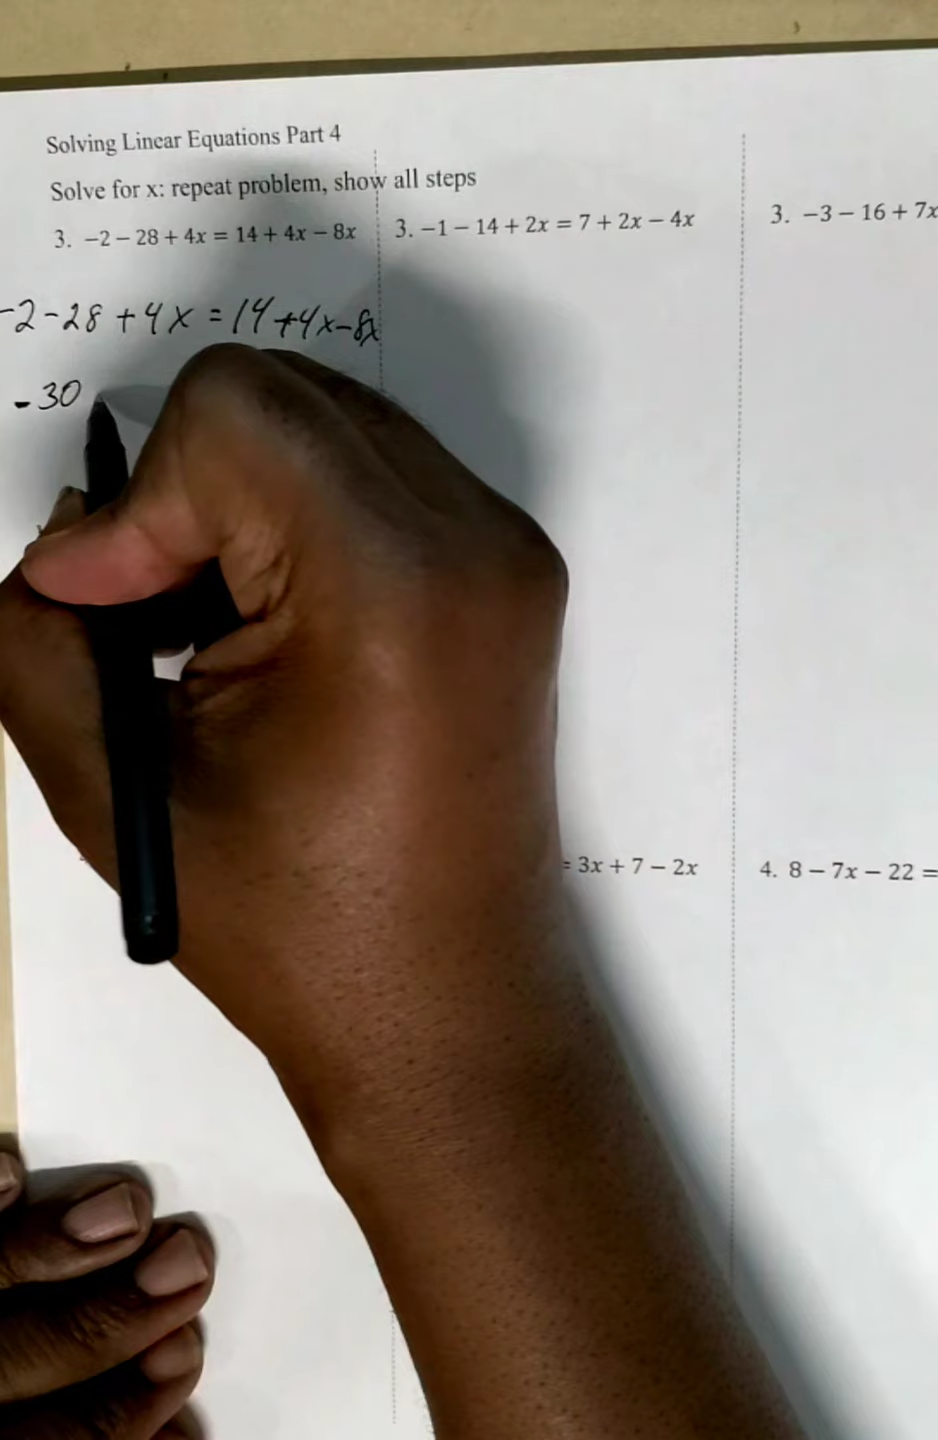 Solving Linear Equations Part 4
Solve for x: repeat problem, show all steps
3. −2 − 28 + 4x = 14 + 4x − 8x
3. −1 − 14 + 2x = 7 + 2x − 4x
3. −3 − 16 + 7x
-2-28+4x=14+4x-8x
-30
= 3x + 7 − 2x
4. 8 − 7x − 22 =